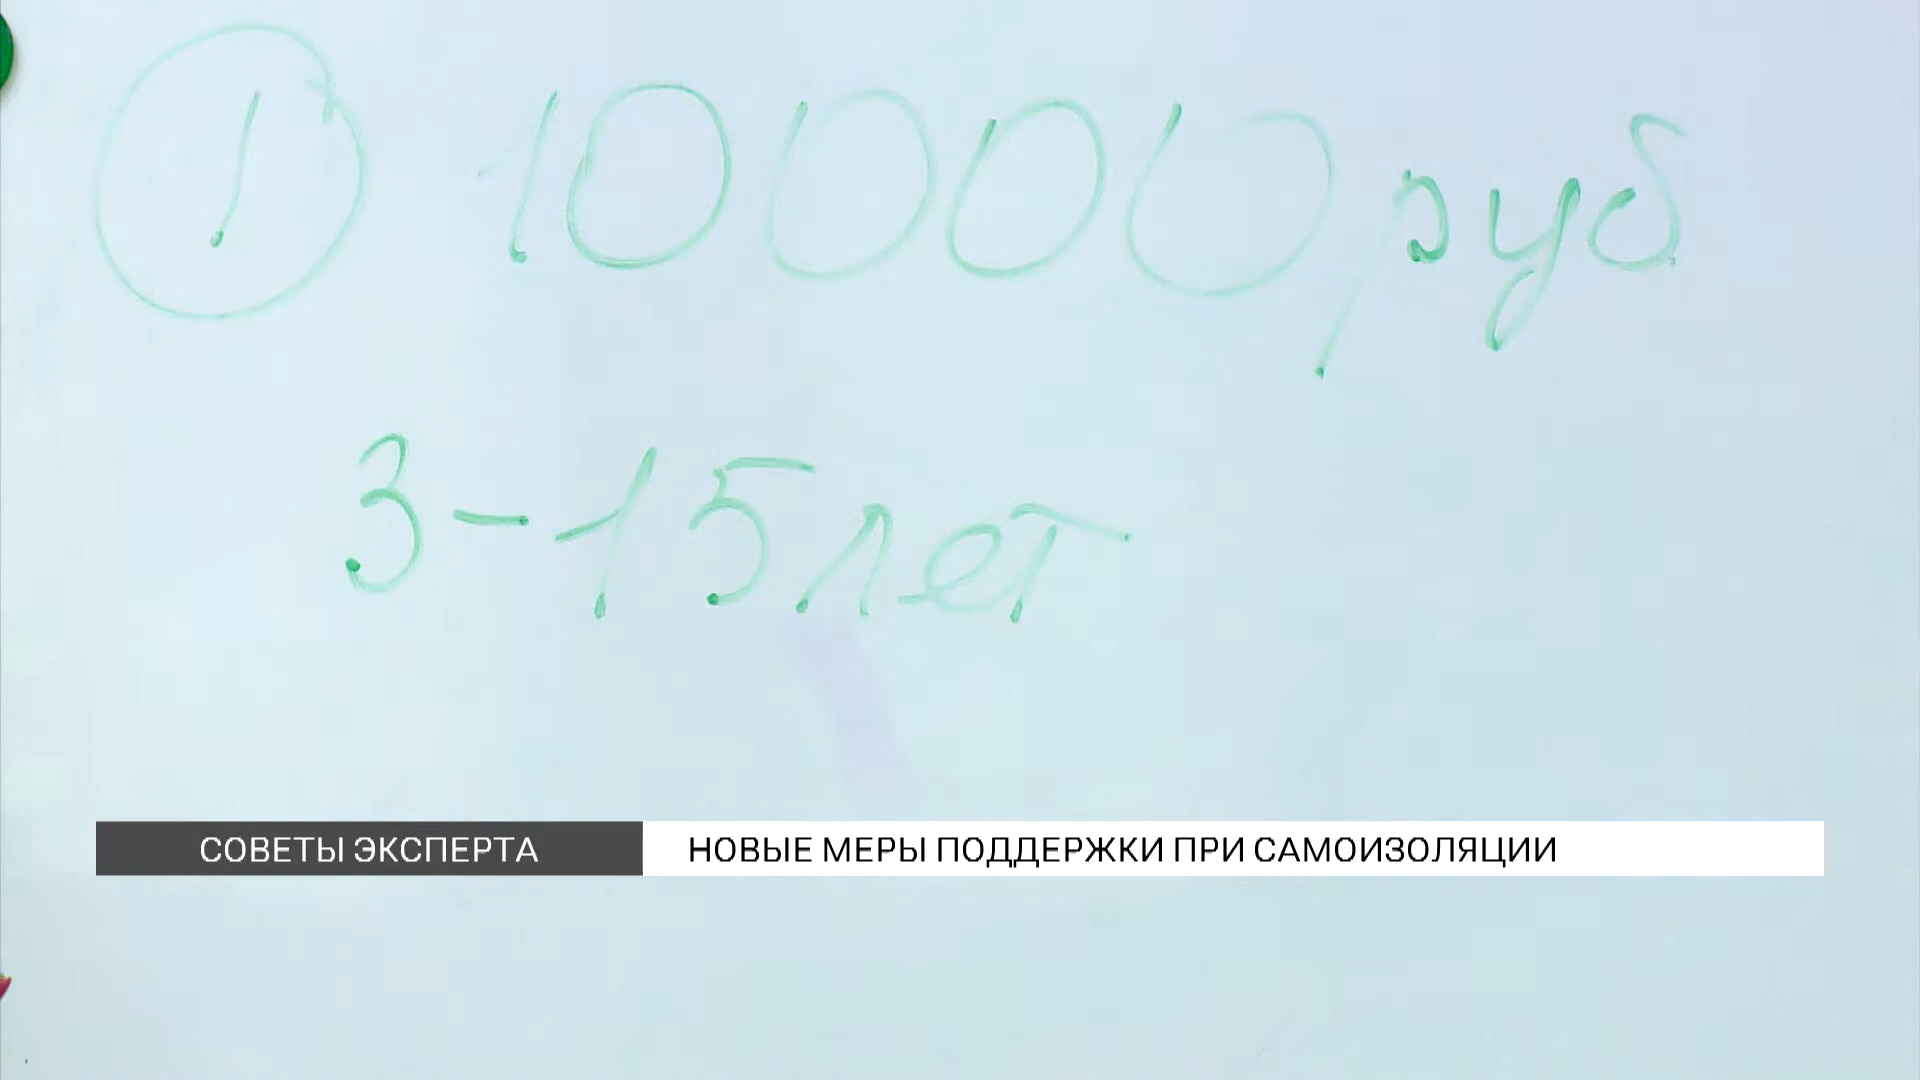 ① 10000 руб
3-15 лет
СОВЕТЫ ЭКСПЕРТА НОВЫЕ МЕРЫ ПОДДЕРЖКИ ПРИ САМОИЗОЛЯЦИИ